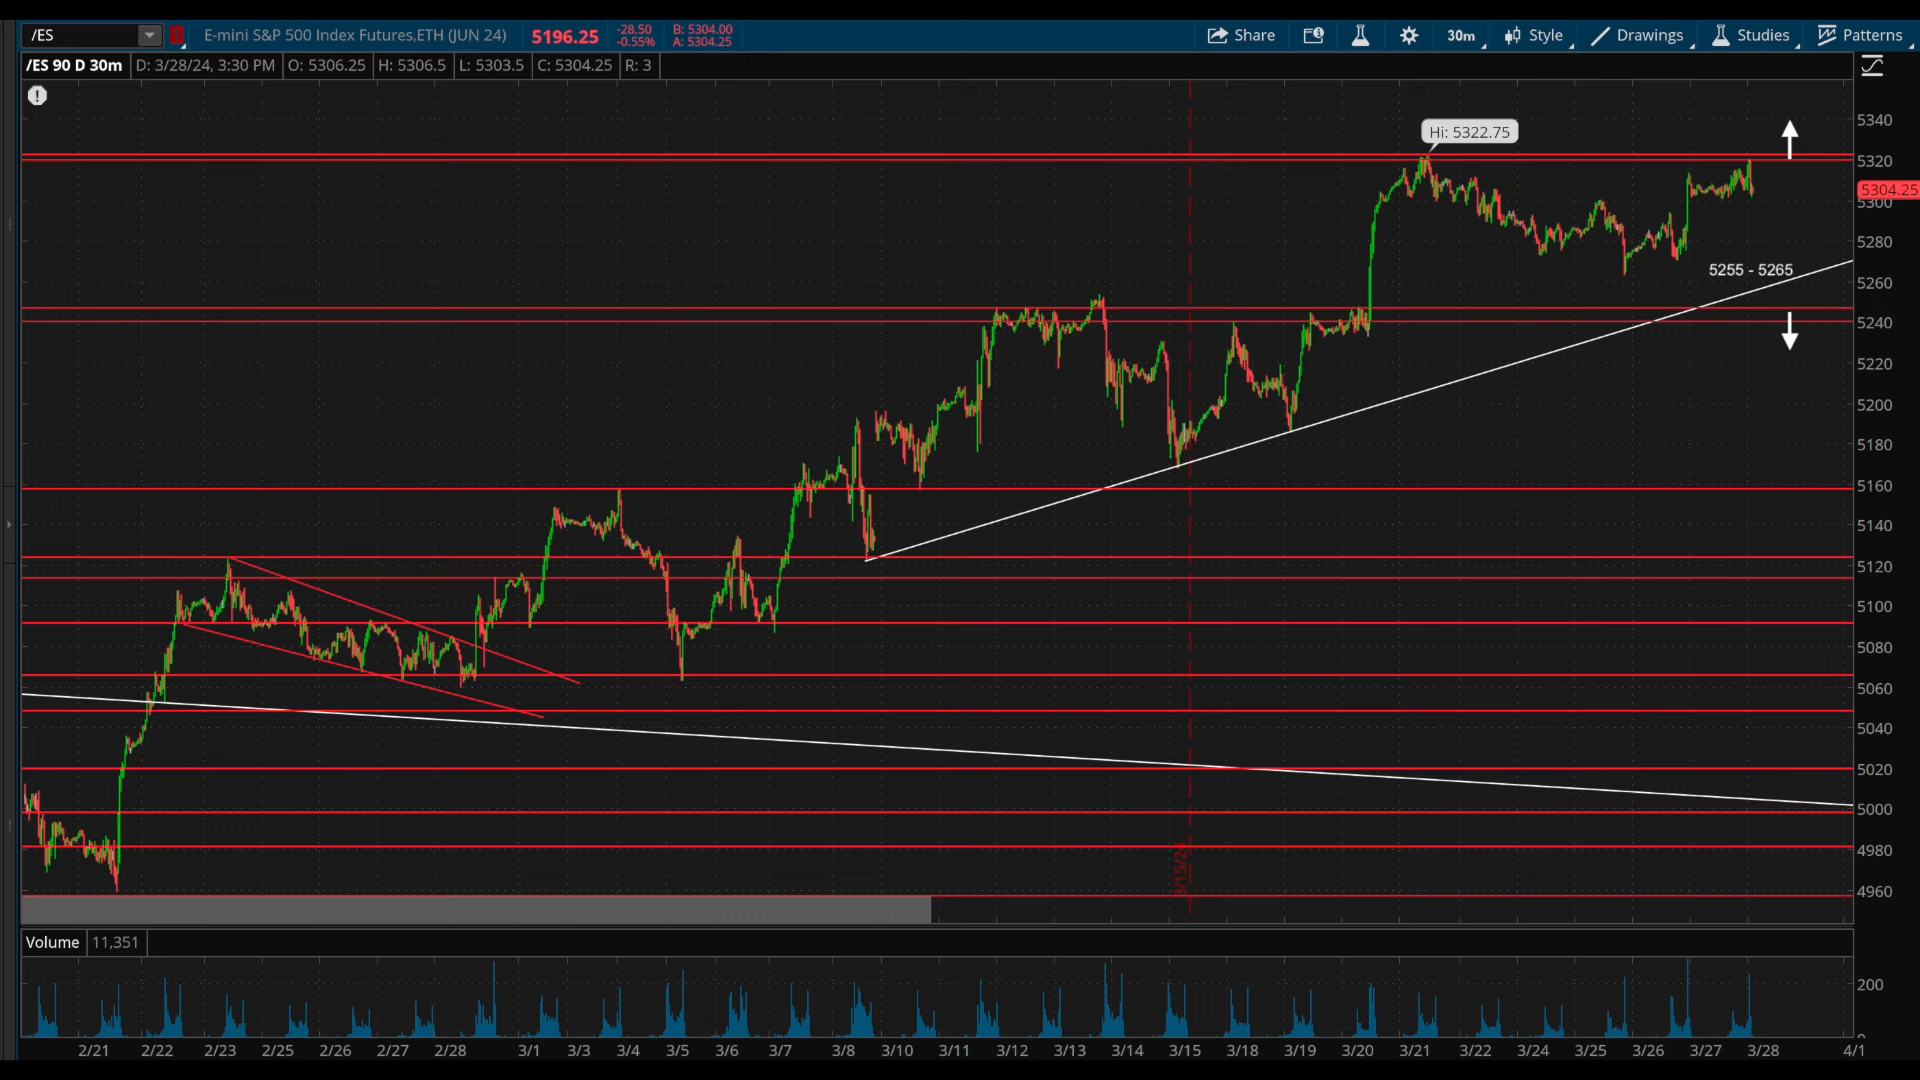 /ES
E-mini S&P 500 Index Futures,ETH (JUN 24)
5196.25
-28.50
-0.55%
B: 5304.00
A: 5304.25
Share
30m
Style
Drawings
Studies
Patterns
/ES 90 D 30m
D: 3/28/24, 3:30 PM
O: 5306.25
H: 5306.5
L: 5303.5
C: 5304.25
R: 3
Hi: 5322.75
5255 - 5265
5340
5320
5304.25
5300
5280
5260
5240
5220
5200
5180
5160
5140
5120
5100
5080
5060
5040
5020
5000
4980
4960
3/15/24
Volume
11,351
200
0
2/21 2/22 2/23 2/25 2/26 2/27 2/28 3/1 3/3 3/4 3/5 3/6 3/7 3/8 3/10 3/11 3/12 3/13 3/14 3/15 3/18 3/19 3/20 3/21 3/22 3/24 3/25 3/26 3/27 3/28 4/1